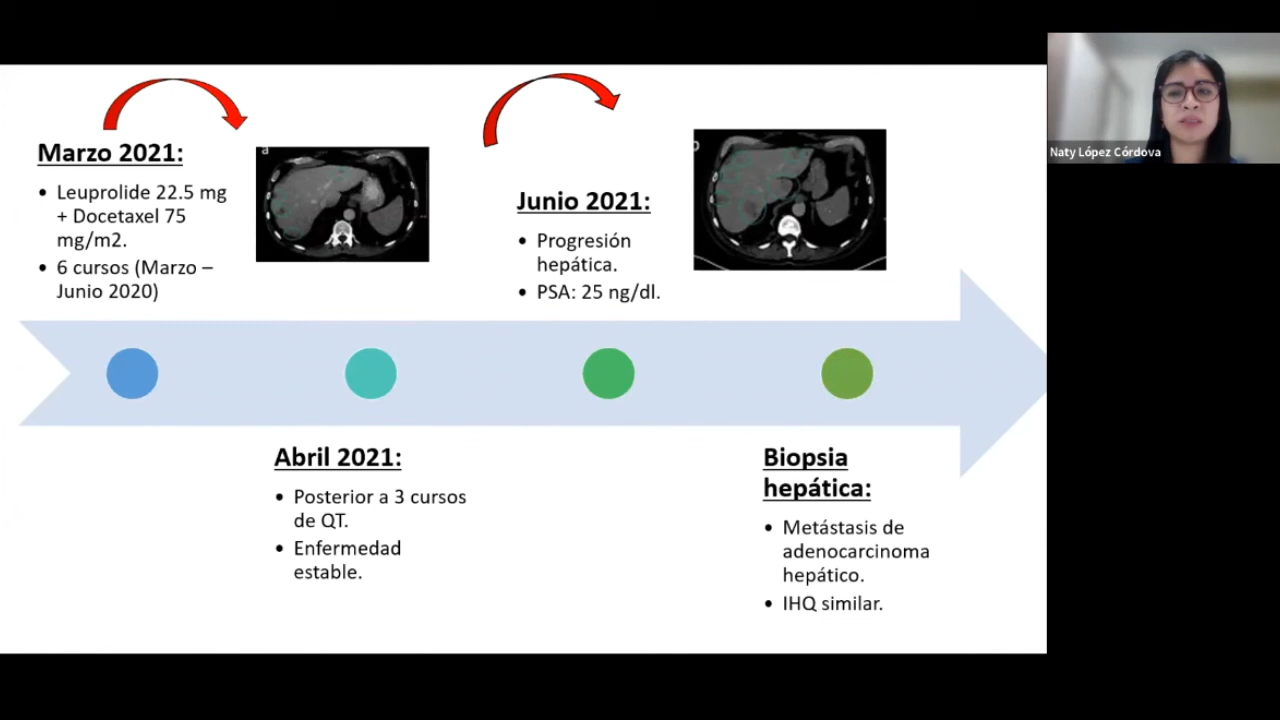 Marzo 2021:
• Leuprolide 22.5 mg
+ Docetaxel 75
mg/m2.
• 6 cursos (Marzo –
Junio 2020)
a
Abril 2021:
• Posterior a 3 cursos
de QT.
• Enfermedad
estable.
Junio 2021:
• Progresión
hepática.
• PSA: 25 ng/dl.
Biopsia
hepática:
• Metástasis de
adenocarcinoma
hepático.
• IHQ similar.
Naty López Córdova